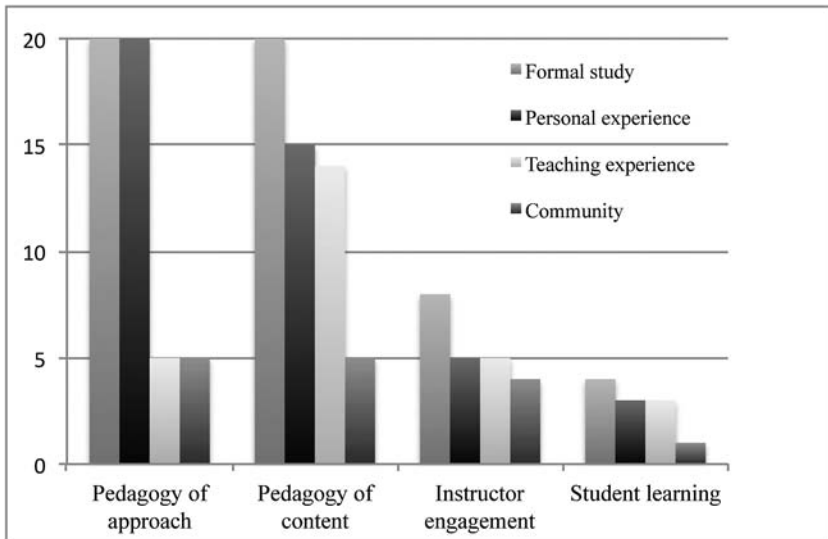 20
15
10
5
0
Formal study
Personal experience
Teaching experience
Community
Pedagogy of
approach
Pedagogy of
content
Instructor
engagement
Student learning